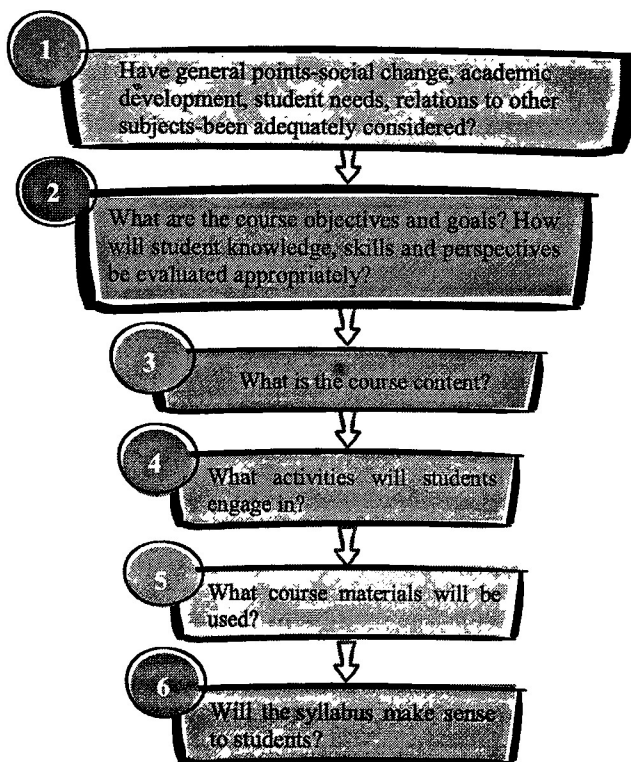 1
Have general points-social change, academic
development, student needs, relations to other
subjects-been adequately considered?
2
What are the course objectives and goals? How
will student knowledge, skills and perspectives
be evaluated appropriately?
3
What is the course content?
4
What activities will students
engage in?
5
What course materials will be
used?
6
Will the syllabus make sense
to students?